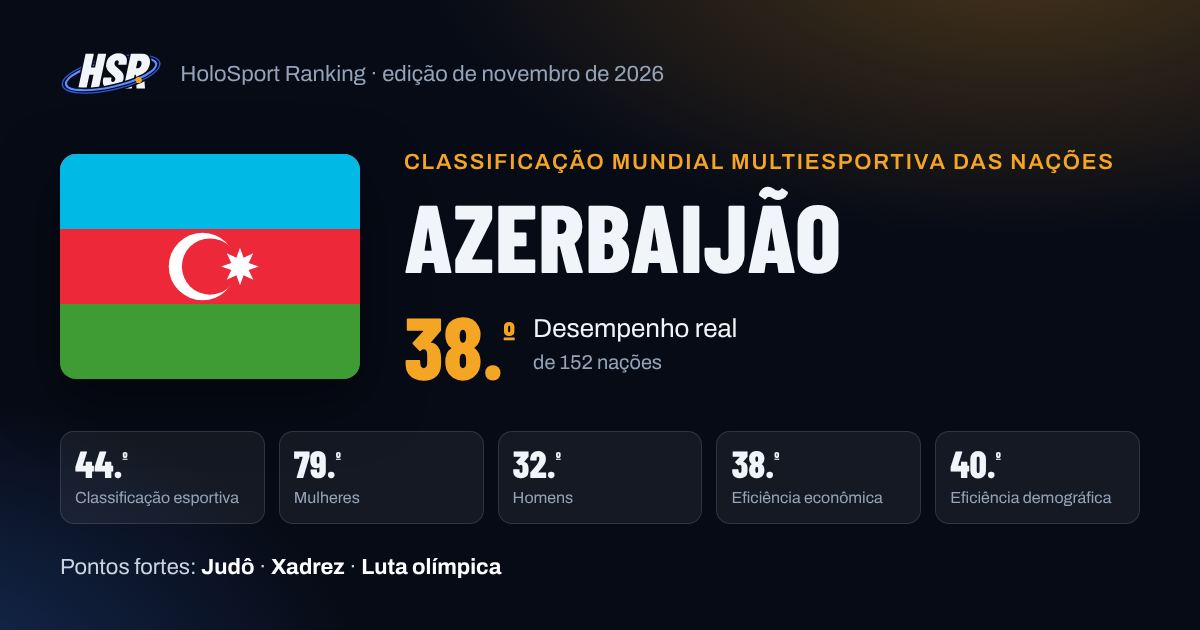 HSR HoloSport Ranking · edição de novembro de 2026
CLASSIFICAÇÃO MUNDIAL MULTIESPORTIVA DAS NAÇÕES
AZERBAIJÃO
38.º Desempenho real
de 152 nações
44.º
Classificação esportiva
79.º
Mulheres
32.º
Homens
38.º
Eficiência econômica
40.º
Eficiência demográfica
Pontos fortes: Judô · Xadrez · Luta olímpica